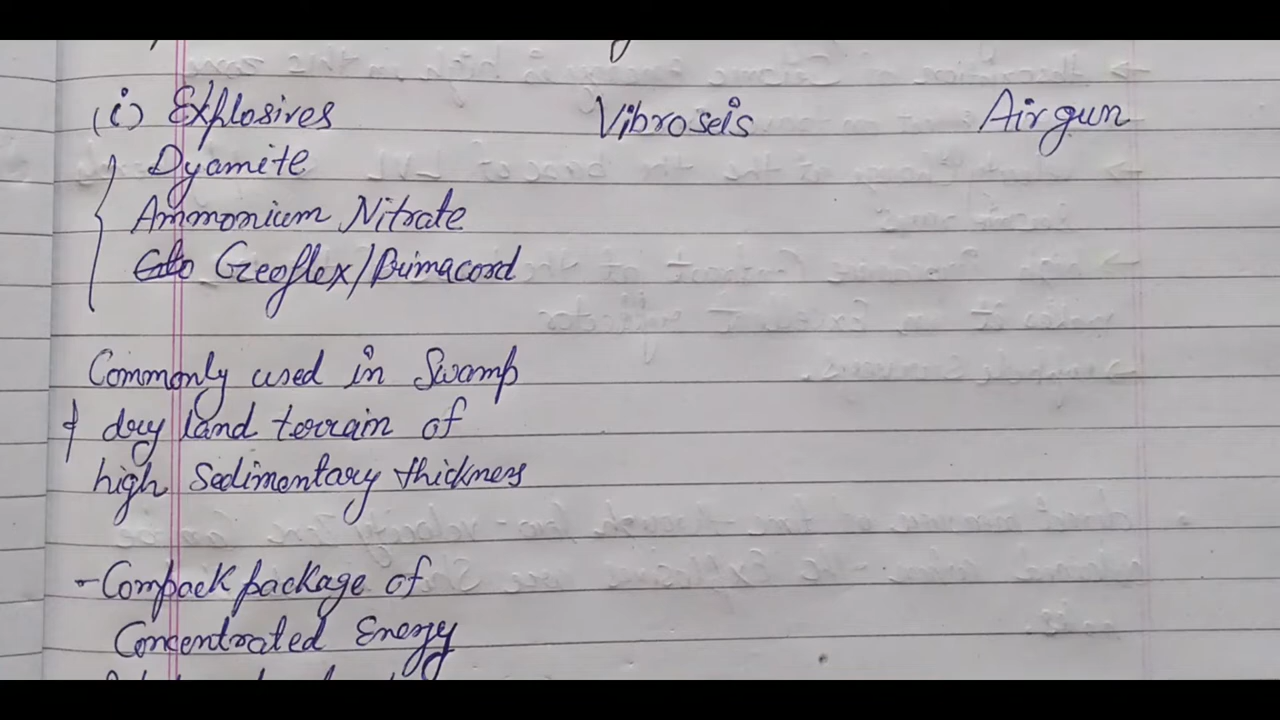 (i) Explosives Vibroseis Airgun
Dyamite
Ammonium Nitrate
Geoflex/Primacord
Commonly used in Swamp
& dry land terrain of
high Sedimentary thickness
- Compack package of
Concentrated Energy